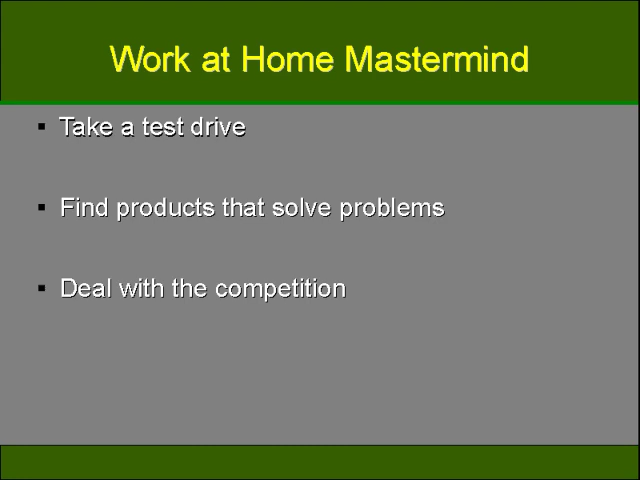 Work at Home Mastermind
▪ Take a test drive
▪ Find products that solve problems
▪ Deal with the competition